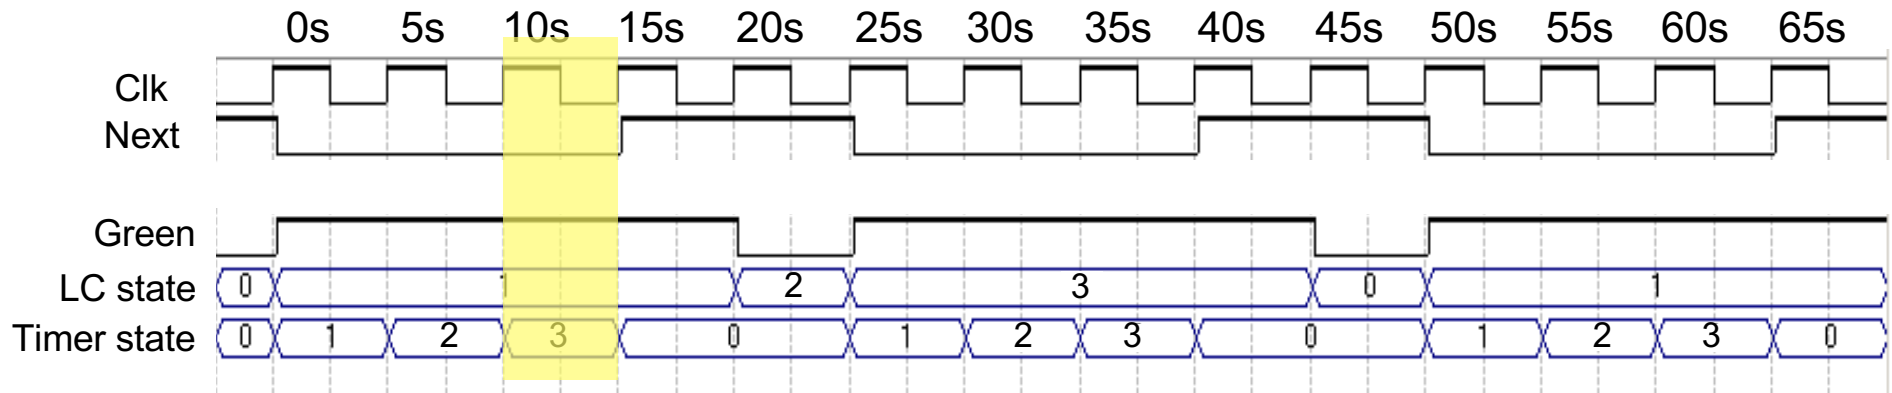 0s 5s 10s 15s 20s 25s 30s 35s 40s 45s 50s 55s 60s 65s
Clk
Next
Green
LC state 0 1 2 3 0 1
Timer state 0 1 2 3 0 1 2 3 0 1 2 3 0